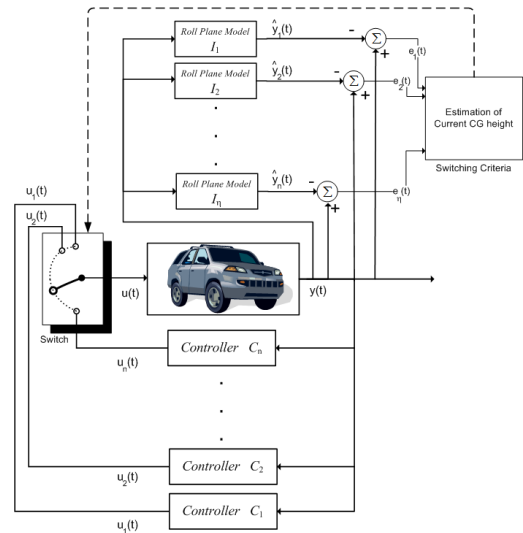 Roll Plane Model
I₁
ŷ₁(t)
-
Σ
+
e₁(t)
Roll Plane Model
I₂
ŷ₂(t)
-
Σ
+
e₂(t)
Estimation of
Current CG height
Switching Criteria
Roll Plane Model
Iη
ŷₙ(t)
-
Σ
+
eη(t)
u₁(t)
u₂(t)
u(t)
y(t)
Switch
uₙ(t)
Controller Cₙ
u₂(t)
Controller C₂
u₁(t)
Controller C₁